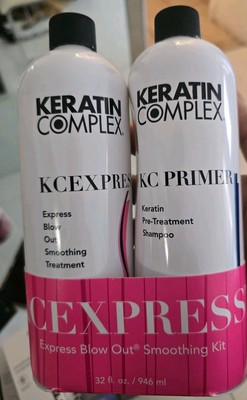 KERATIN
COMPLEX
KCEXPRES
Express
Blow
Out
Smoothing
Treatment
KERATIN
COMPLEX
KC PRIMER
Keratin
Pre-Treatment
Shampoo
CEXPRESS
Express Blow Out® Smoothing Kit
32 fl. oz. / 946 ml